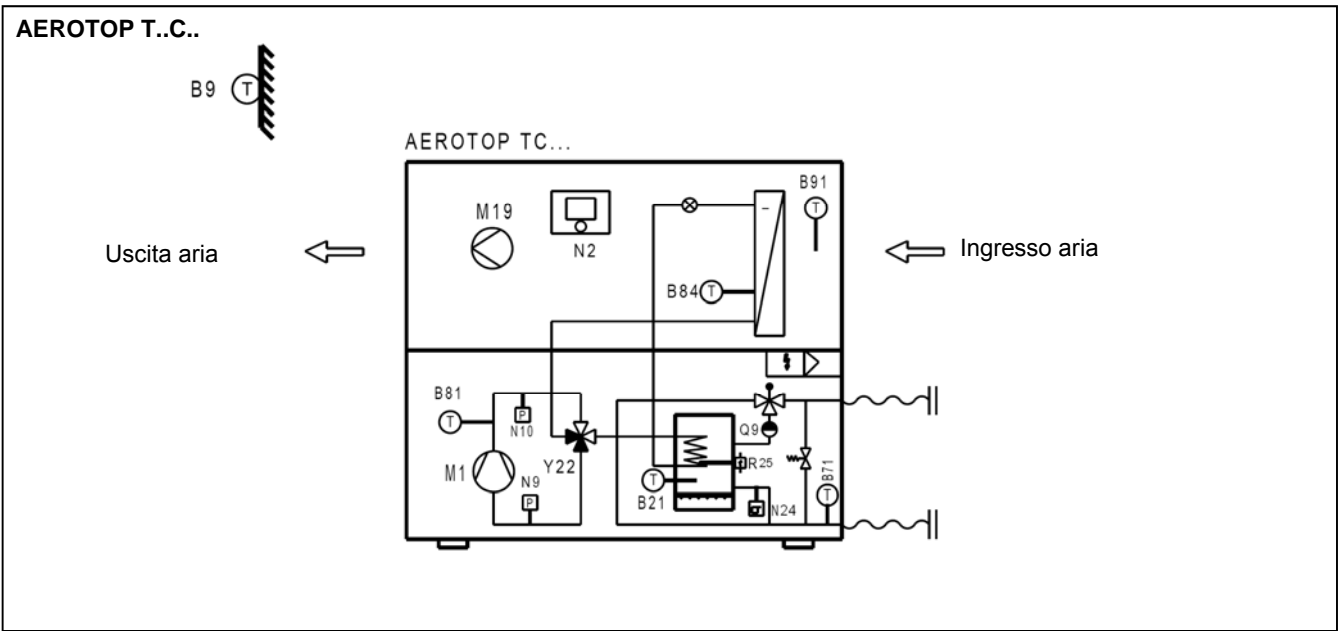 AEROTOP T..C..
B9 T
AEROTOP TC...
B91
T
M19
N2
Uscita aria
Ingresso aria
B84 T
B81
T
P
N10
Q9
Y22
R25
M1
N9
P
T
B21
N24
B71
T